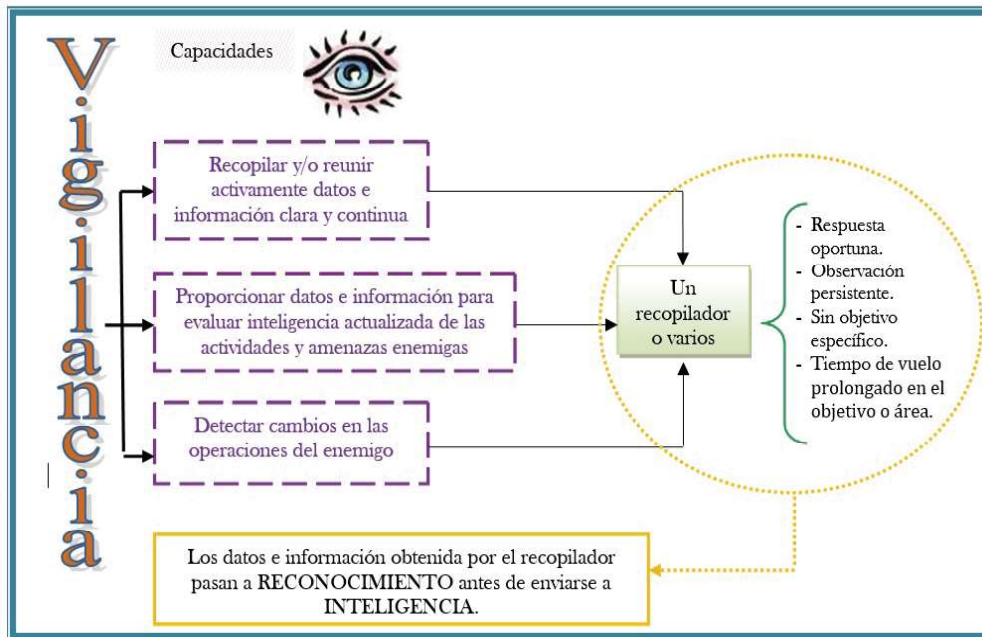 Vigilancia
Capacidades
Recopilar y/o reunir
activamente datos e
información clara y continua
Proporcionar datos e información para
evaluar inteligencia actualizada de las
actividades y amenazas enemigas
Detectar cambios en las
operaciones del enemigo
Un
recopilador
o varios
- Respuesta
oportuna.
- Observación
persistente.
- Sin objetivo
específico.
- Tiempo de vuelo
prolongado en el
objetivo o área.
Los datos e información obtenida por el recopilador
pasan a RECONOCIMIENTO antes de enviarse a
INTELIGENCIA.